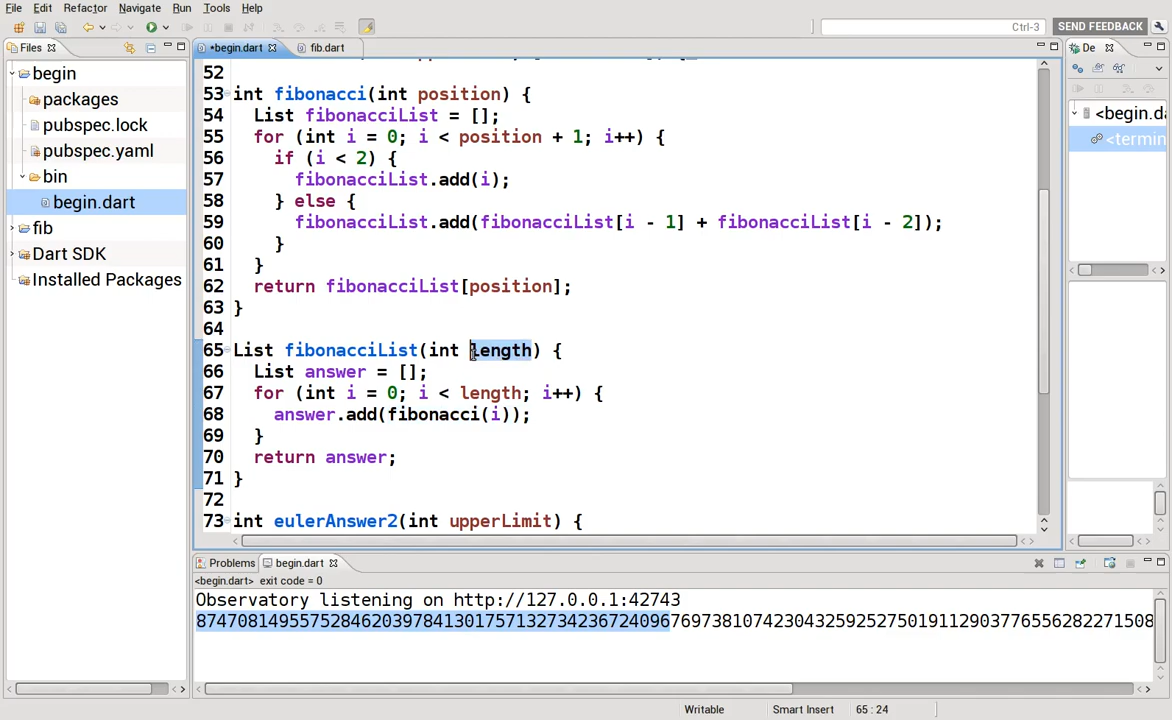 File Edit Refactor Navigate Run Tools Help
Ctrl-3 SEND FEEDBACK
Files *begin.dart fib.dart De
begin
packages
pubspec.lock
pubspec.yaml
bin
begin.dart
fib
Dart SDK
Installed Packages
52
53 int fibonacci(int position) {
54 List fibonacciList = [];
55 for (int i = 0; i < position + 1; i++) {
56 if (i < 2) {
57 fibonacciList.add(i);
58 } else {
59 fibonacciList.add(fibonacciList[i - 1] + fibonacciList[i - 2]);
60 }
61 }
62 return fibonacciList[position];
63 }
64
65 List fibonacciList(int length) {
66 List answer = [];
67 for (int i = 0; i < length; i++) {
68 answer.add(fibonacci(i));
69 }
70 return answer;
71 }
72
73 int eulerAnswer2(int upperLimit) {
<begin.da
<termin
Problems begin.dart
<begin.dart> exit code = 0
Observatory listening on http://127.0.0.1:42743
8747081495575284620397841301757132734236724096769738107423043259252750191129037765562822715​08
Writable Smart Insert 65 : 24